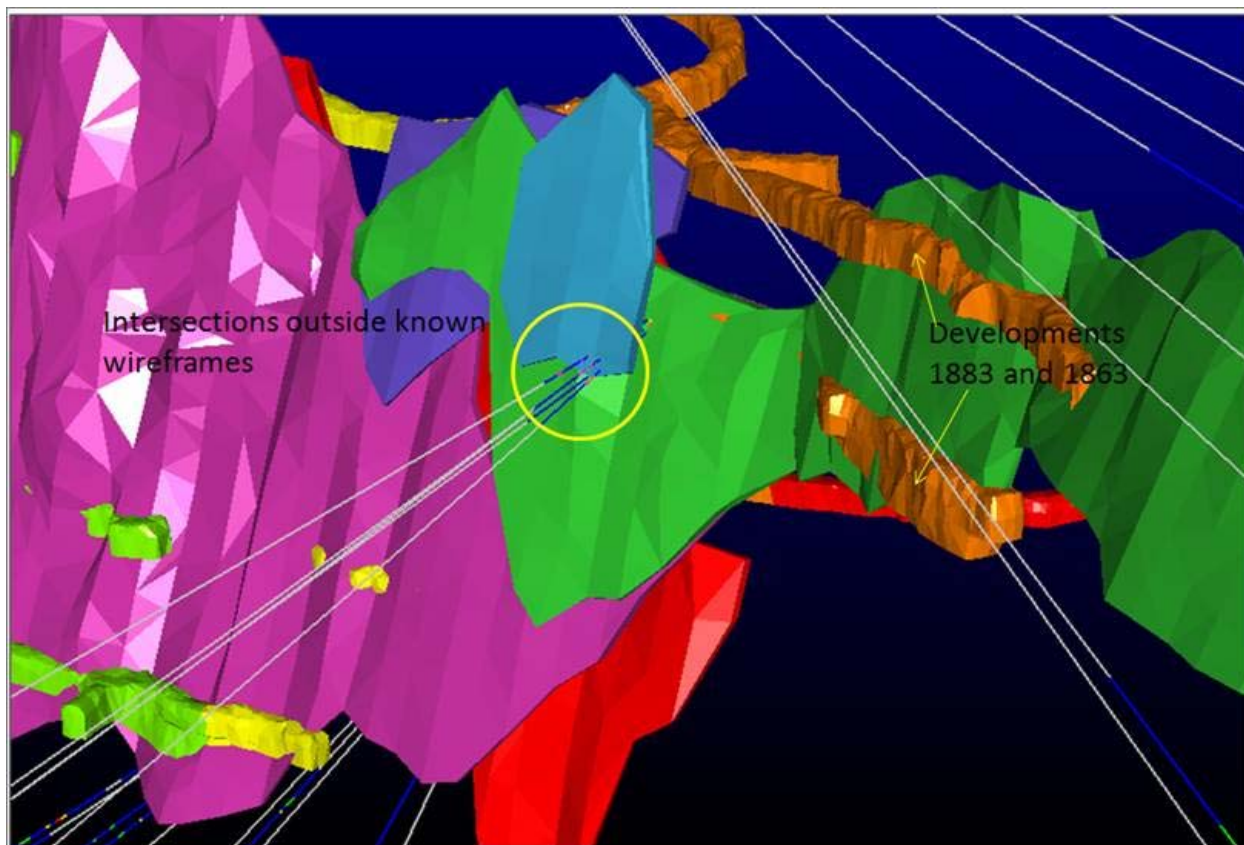 Intersections outside known
wireframes
Developments
1883 and 1863